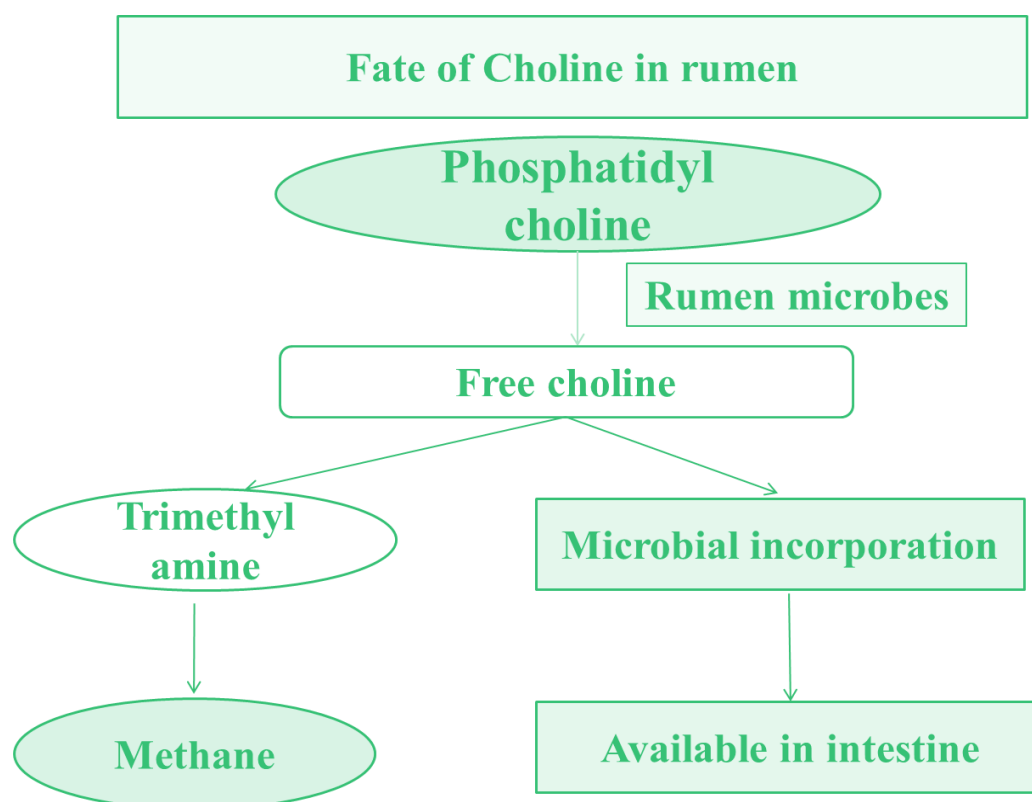 Fate of Choline in rumen
Phosphatidyl
choline
Rumen microbes
Free choline
Trimethyl
amine
Microbial incorporation
Methane
Available in intestine